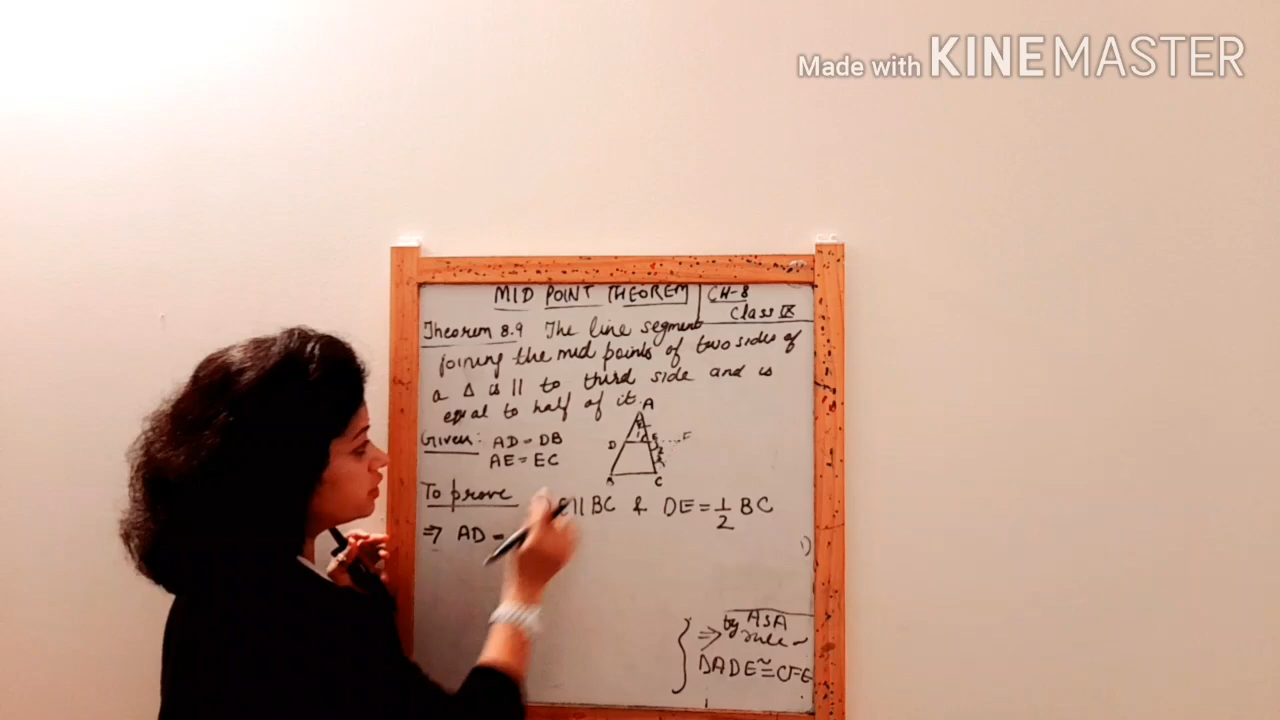 Made with KINEMASTER
MID POINT THEOREM
CH-8
Class IX
Theorem 8.9 The line segment
joining the mid points of two sides of
a Δ is || to third side and is
equal to half of it.
A
Given: AD = DB
D E F
AE = EC
B C
To prove E || BC & DE = 1/2 BC
⇒ AD =
1)
⇒ by ASA
rule
ΔADE ≅ CFE